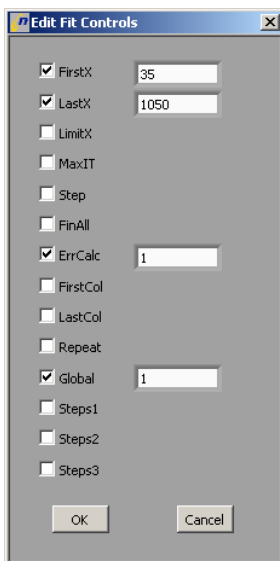 Edit Fit Controls
FirstX 35
LastX 1050
LimitX
MaxIT
Step
FinAll
ErrCalc 1
FirstCol
LastCol
Repeat
Global 1
Steps1
Steps2
Steps3
OK Cancel